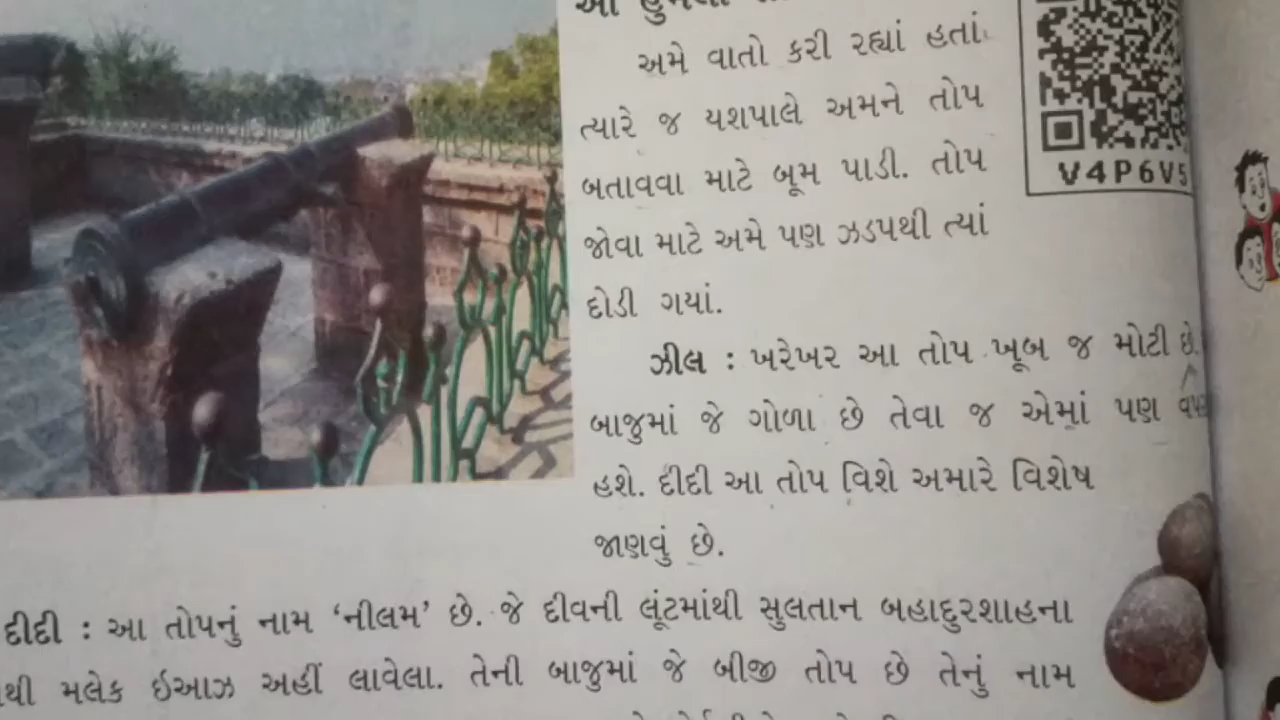 અમે વાતો કરી રહ્યાં હતાં.
ત્યારે જ યશપાલે અમને તોપ
બતાવવા માટે બૂમ પાડી. તોપ
જોવા માટે અમે પણ ઝડપથી ત્યાં
દોડી ગયાં.
V4P6V5
ઝીલ : ખરેખર આ તોપ ખૂબ જ મોટી છે.
બાજુમાં જે ગોળા છે તેવા જ એમાં પણ
હશે. દીદી આ તોપ વિશે અમારે વિશેષ
જાણવું છે.
દીદી : આ તોપનું નામ ‘નીલમ’ છે. જે દીવની લૂંટમાંથી સુલતાન બહાદુરશાહના
મલેક ઇઆઝ અહીં લાવેલા. તેની બાજુમાં જે બીજી તોપ છે તેનું નામ